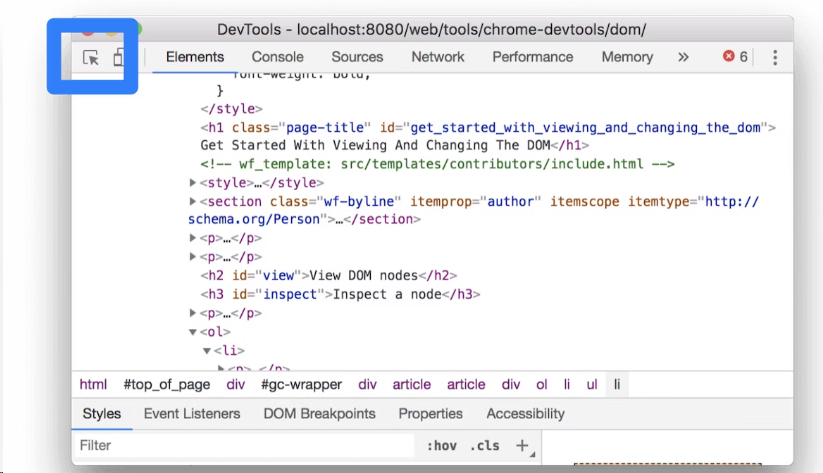 DevTools - localhost:8080/web/tools/chrome-devtools/dom/
Elements Console Sources Network Performance Memory » 6
font-weight: bold;
}
</style>
<h1 class="page-title" id="get_started_with_viewing_and_changing_the_dom">
Get Started With Viewing And Changing The DOM</h1>
<!-- wf_template: src/templates/contributors/include.html -->
▶<style>…</style>
▶<section class="wf-byline" itemprop="author" itemscope itemtype="http://
schema.org/Person">…</section>
▶<p>…</p>
▶<p>…</p>
<h2 id="view">View DOM nodes</h2>
<h3 id="inspect">Inspect a node</h3>
▶<p>…</p>
▼<ol>
▼<li>
▶<p>…</p>
html #top_of_page div #gc-wrapper div article article div ol li ul li
Styles Event Listeners DOM Breakpoints Properties Accessibility
Filter :hov .cls +